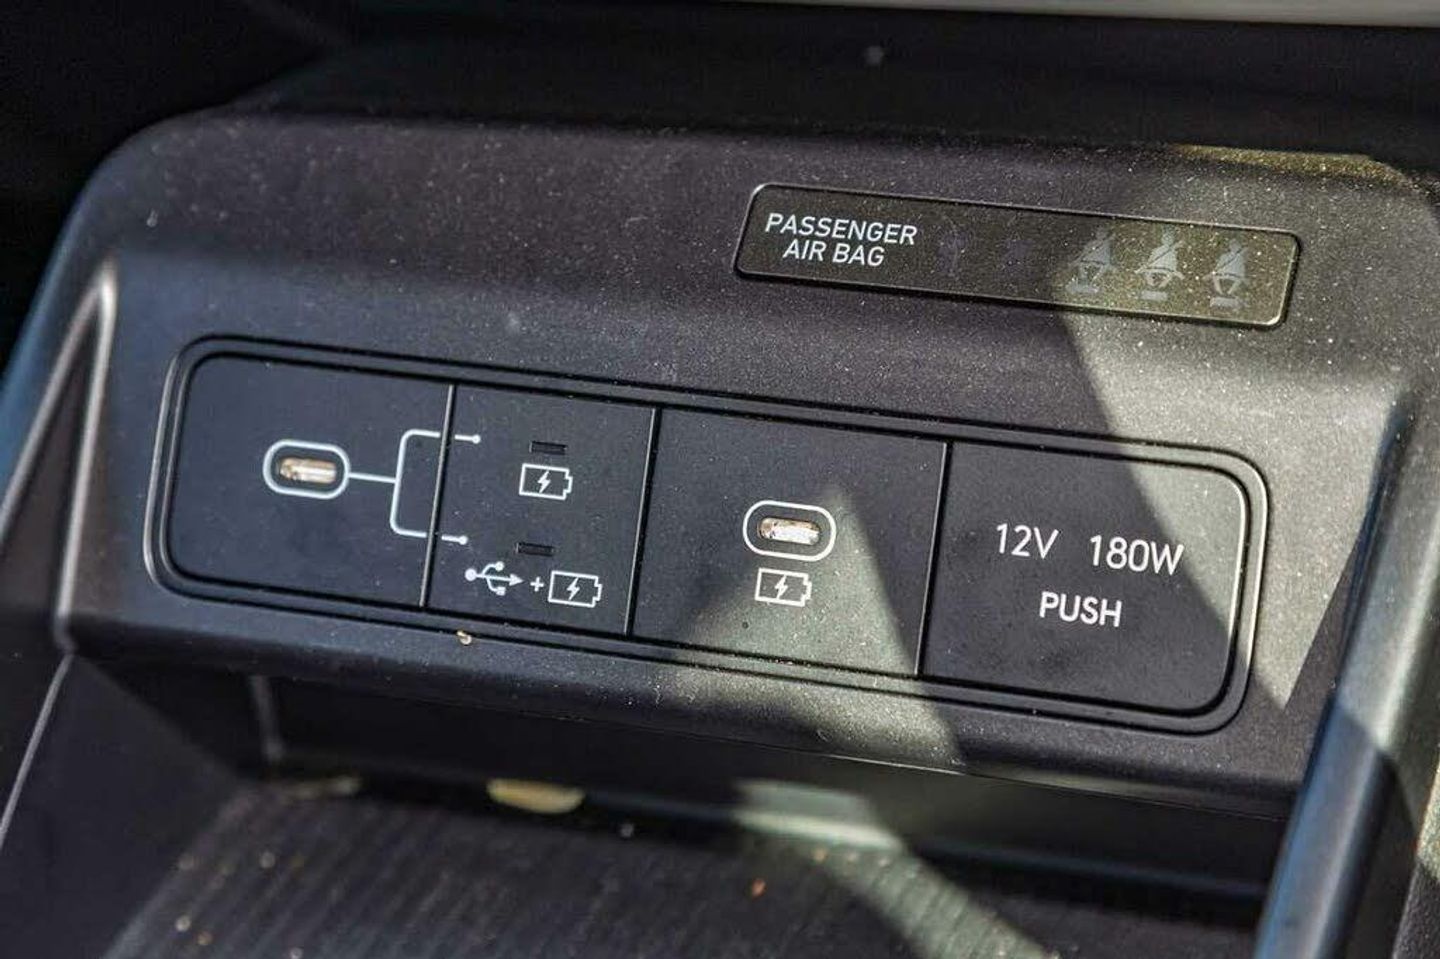 PASSENGER
AIR BAG
12V 180W
PUSH